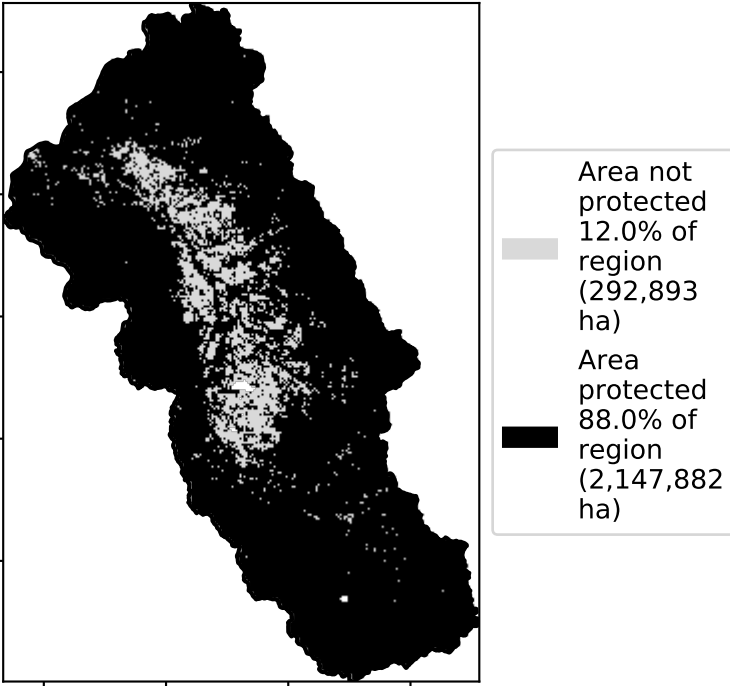 Area not
protected
12.0% of
region
(292,893
ha)
Area
protected
88.0% of
region
(2,147,882
ha)